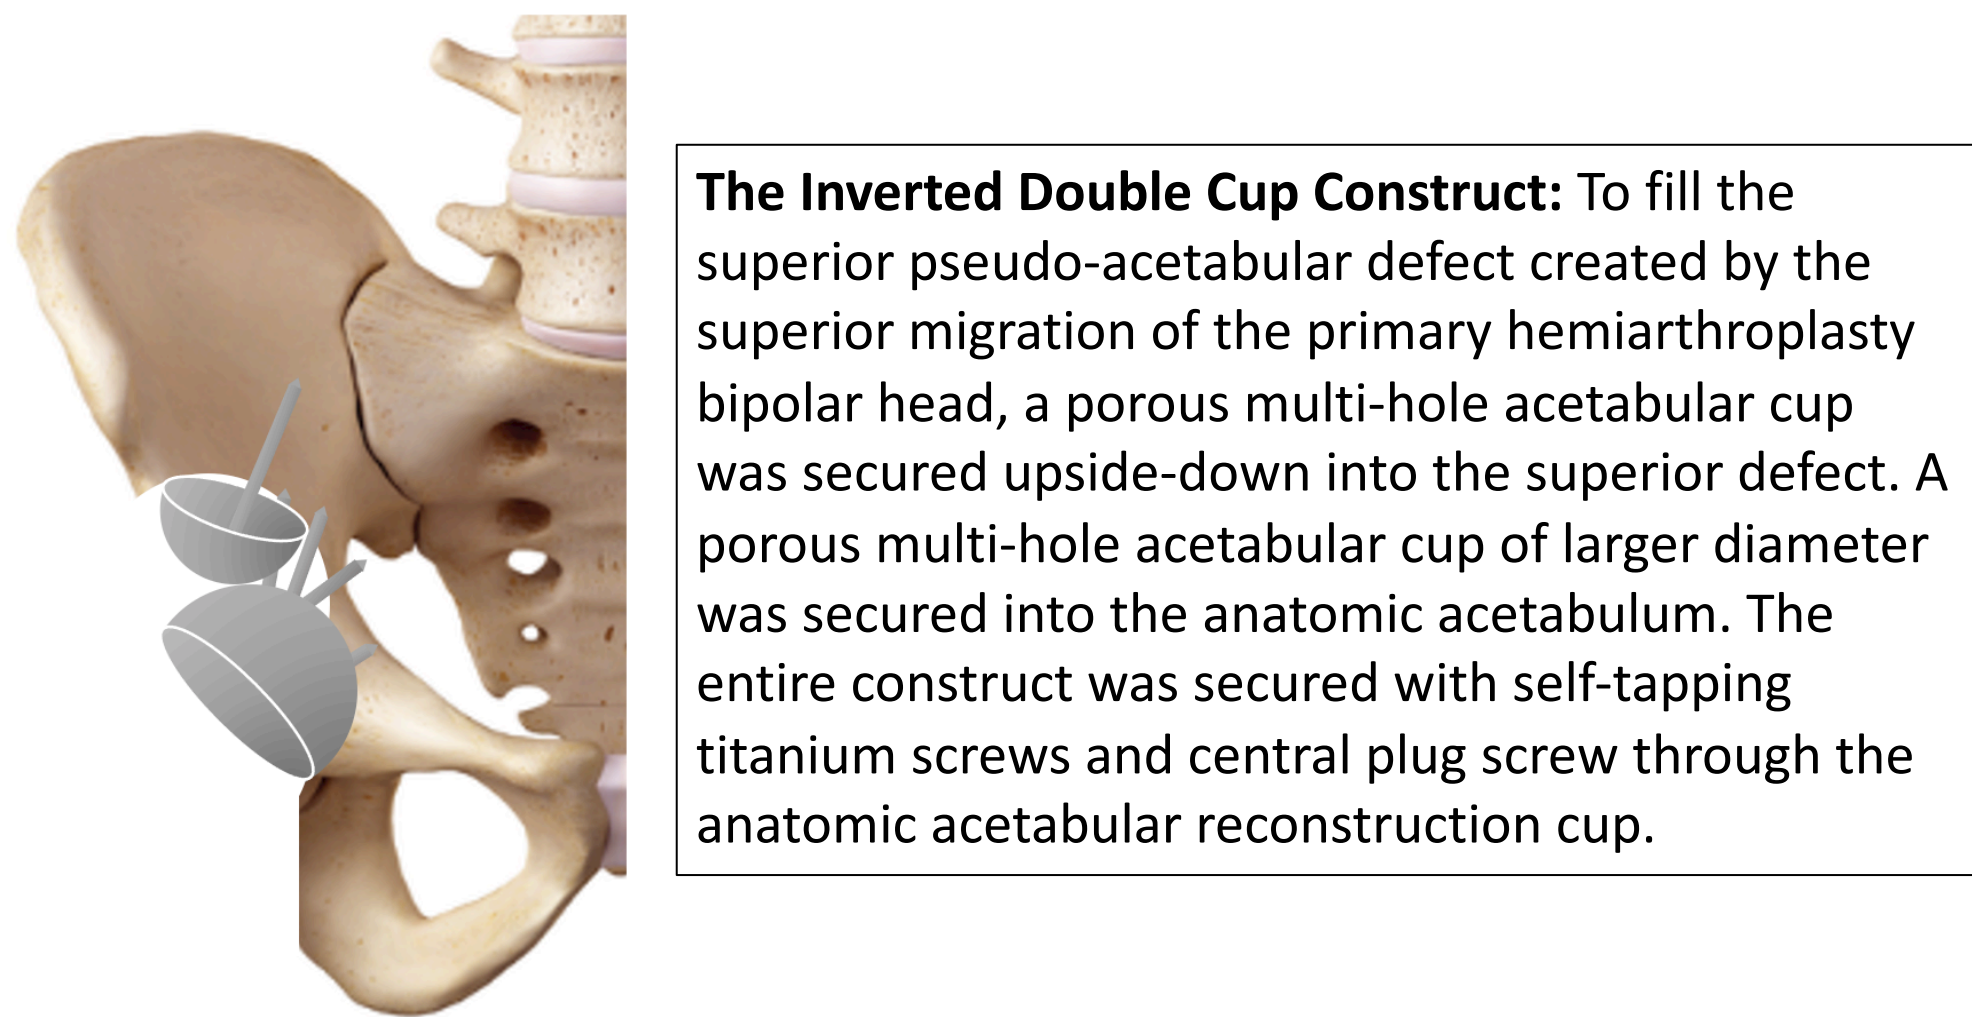 The Inverted Double Cup Construct: To fill the
superior pseudo-acetabular defect created by the
superior migration of the primary hemiarthroplasty
bipolar head, a porous multi-hole acetabular cup
was secured upside-down into the superior defect. A
porous multi-hole acetabular cup of larger diameter
was secured into the anatomic acetabulum. The
entire construct was secured with self-tapping
titanium screws and central plug screw through the
anatomic acetabular reconstruction cup.